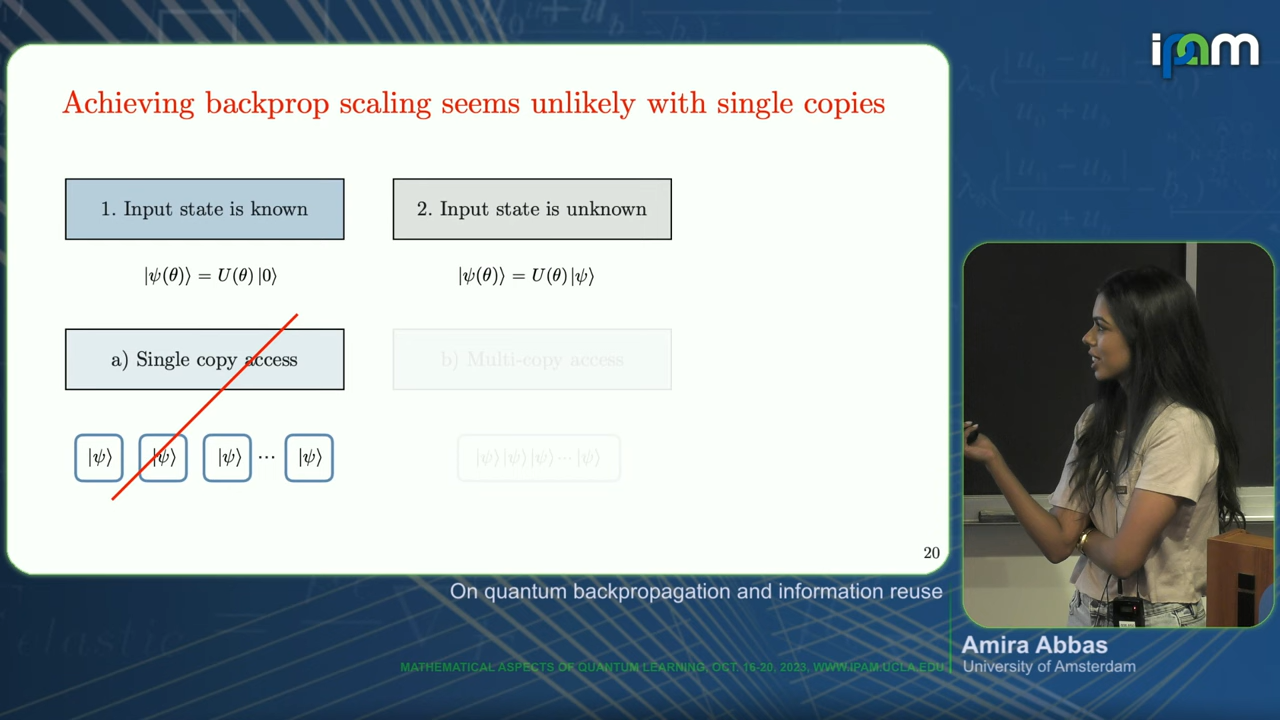 ipam
Achieving backprop scaling seems unlikely with single copies
1. Input state is known
2. Input state is unknown
|ψ(θ)⟩ = U(θ)|0⟩
|ψ(θ)⟩ = U(θ)|ψ⟩
a) Single copy access
b) Multi-copy access
|ψ⟩ |ψ⟩ |ψ⟩ ··· |ψ⟩
|ψ⟩|ψ⟩|ψ⟩···|ψ⟩
20
On quantum backpropagation and information reuse
Amira Abbas
University of Amsterdam
MATHEMATICAL ASPECTS OF QUANTUM LEARNING, OCT. 16-20, 2023, WWW.IPAM.UCLA.EDU
elastic